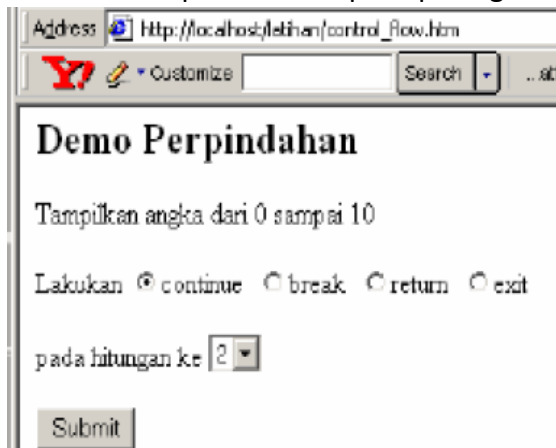 Address http://localhost/latihan/control_flow.htm
Y! Customize Search
Demo Perpindahan
Tampilkan angka dari 0 sampai 10
Lakukan continue break return exit
pada hitungan ke 2
Submit